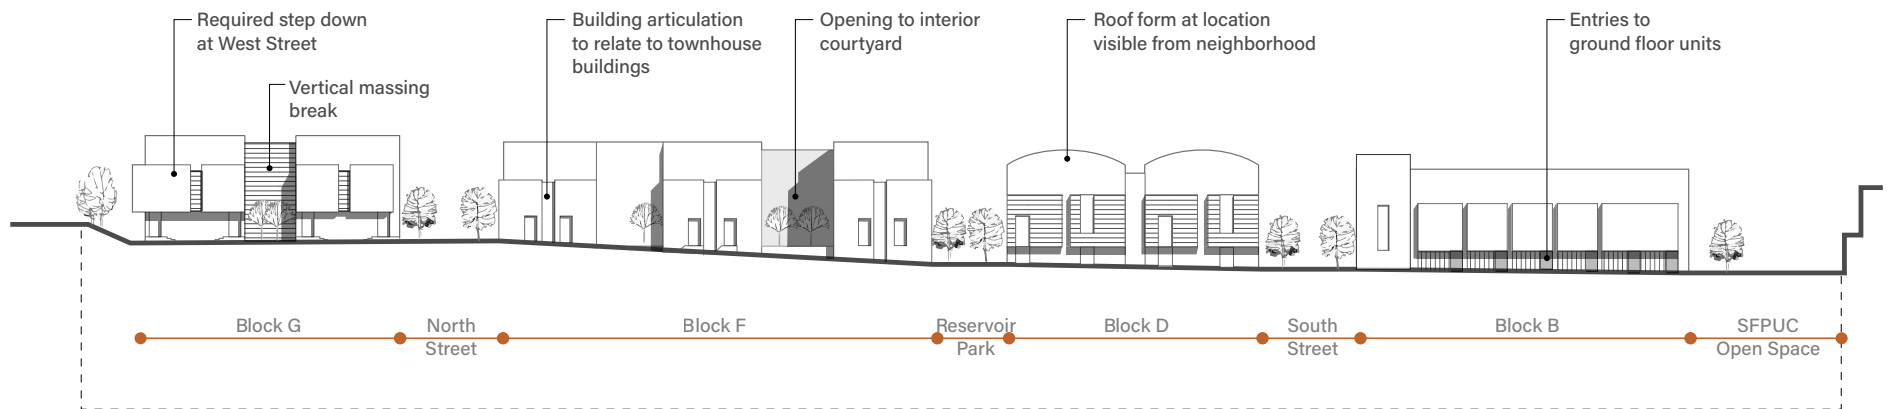 Required step down
at West Street
Vertical massing
break
Building articulation
to relate to townhouse
buildings
Opening to interior
courtyard
Roof form at location
visible from neighborhood
Entries to
ground floor units
Block G
North
Street
Block F
Reservoir
Park
Block D
South
Street
Block B
SFPUC
Open Space